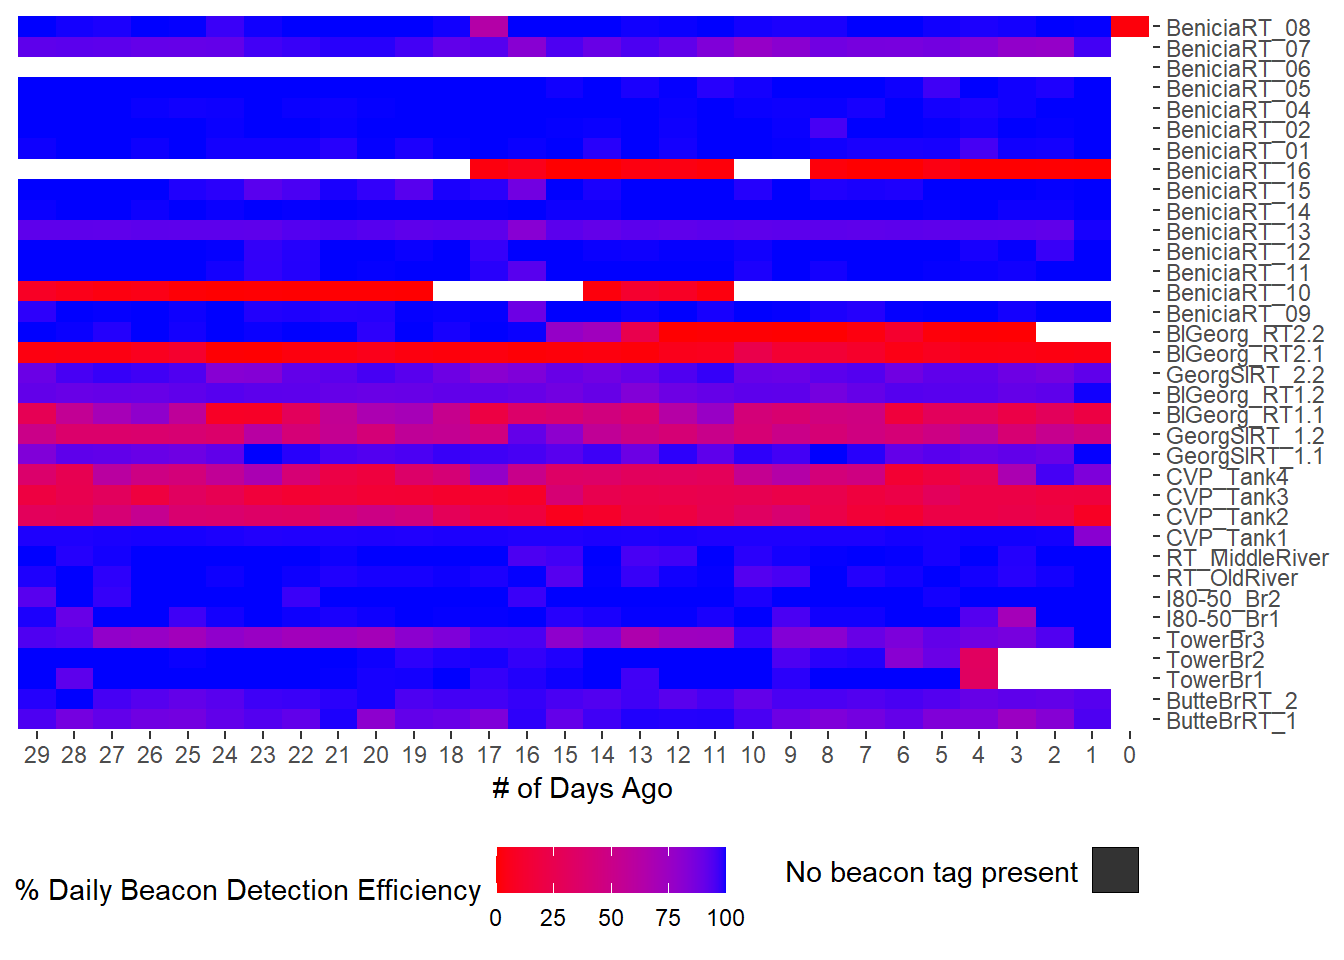 BeniciaRT_08
BeniciaRT_07
BeniciaRT_06
BeniciaRT_05
BeniciaRT_04
BeniciaRT_02
BeniciaRT_01
BeniciaRT_16
BeniciaRT_15
BeniciaRT_14
BeniciaRT_13
BeniciaRT_12
BeniciaRT_11
BeniciaRT_10
BeniciaRT_09
BlGeorg_RT2.2
BlGeorg_RT2.1
GeorgSlRT_2.2
BlGeorg_RT1.2
BlGeorg_RT1.1
GeorgSlRT_1.2
GeorgSlRT_1.1
CVP_Tank4
CVP_Tank3
CVP_Tank2
CVP_Tank1
RT_MiddleRiver
RT_OldRiver
I80-50_Br2
I80-50_Br1
TowerBr3
TowerBr2
TowerBr1
ButteBrRT_2
ButteBrRT_1
29 28 27 26 25 24 23 22 21 20 19 18 17 16 15 14 13 12 11 10 9 8 7 6 5 4 3 2 1 0
# of Days Ago
% Daily Beacon Detection Efficiency
0 25 50 75 100
No beacon tag present